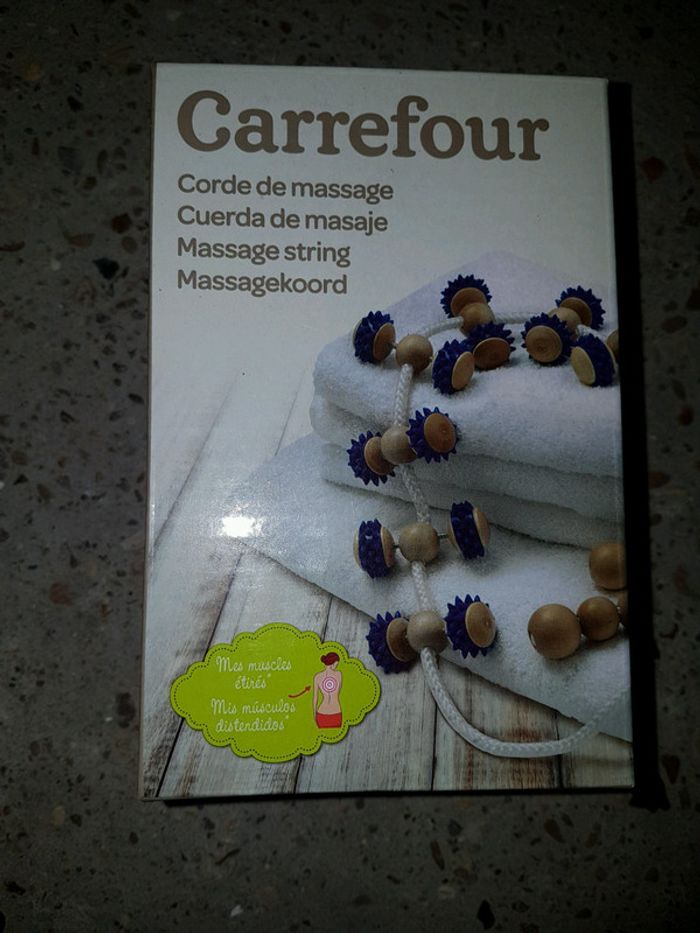 Carrefour
Corde de massage
Cuerda de masaje
Massage string
Massagekoord
Mes muscles
étirés*
Mis músculos
distendidos*